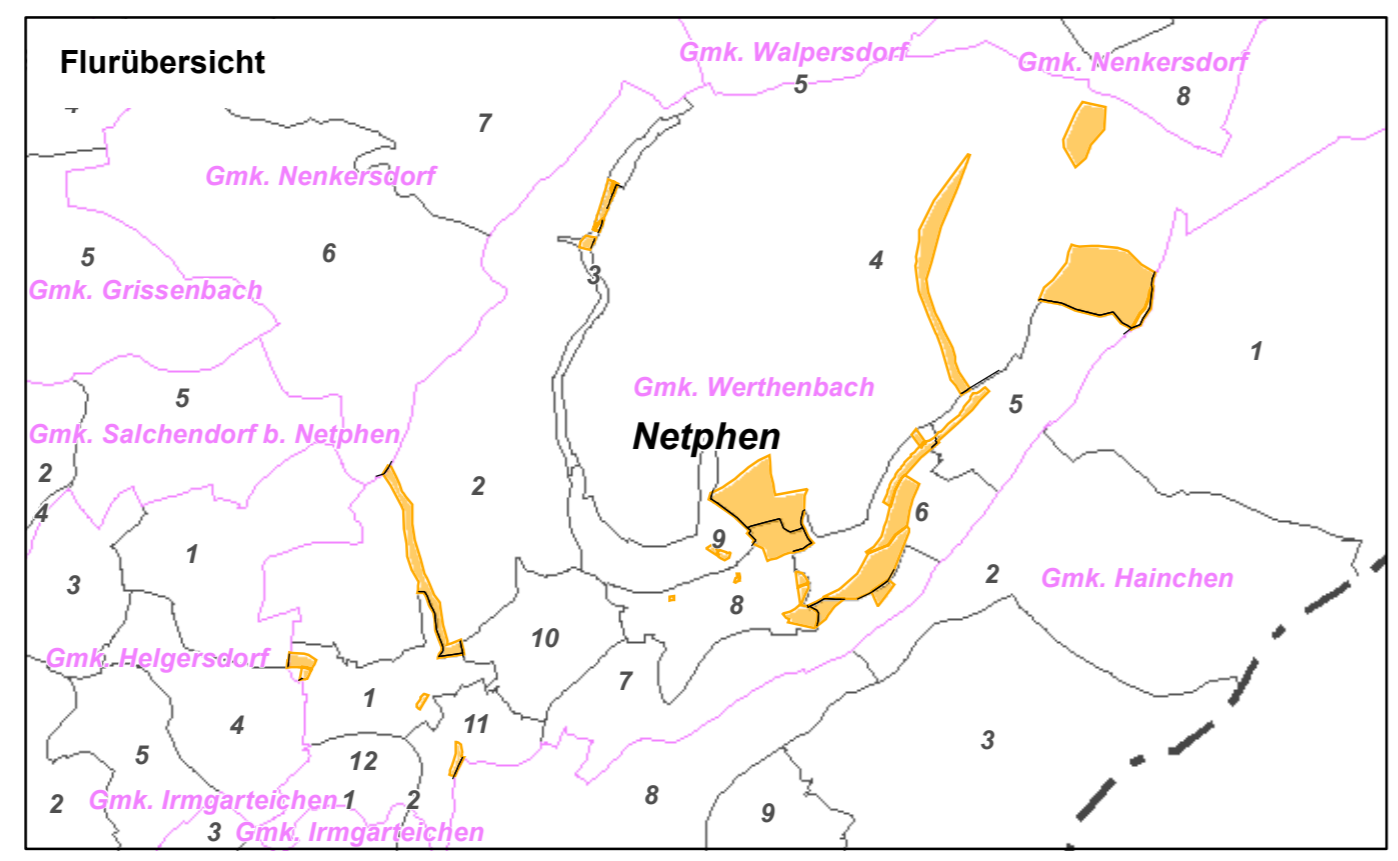 Flurübersicht
Gmk. Walpersdorf
Gmk. Nenkersdorf
5
8
7
Gmk. Nenkersdorf
5
6
3
4
Gmk. Grissenbach
1
5
Gmk. Werthenbach
5
Gmk. Salchendorf b. Netphen
Netphen
2
2
4
6
1
9
3
2
Gmk. Hainchen
8
10
Gmk. Helgersdorf
7
1
4
11
3
5
12
2
Gmk. Irmgarteichen
1
2
8
9
3
Gmk. Irmgarteichen